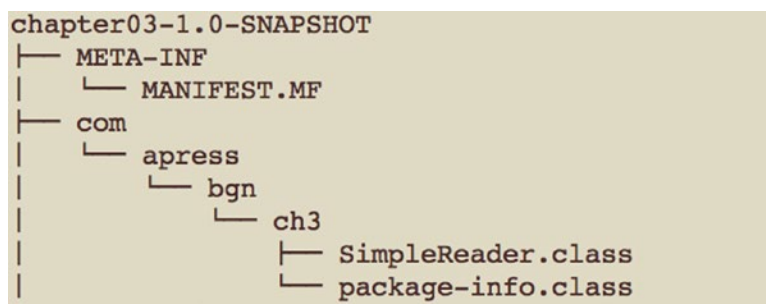 chapter03-1.0-SNAPSHOT
├── META-INF
│   └── MANIFEST.MF
├── com
│   └── apress
│       └── bgn
│           └── ch3
│               ├── SimpleReader.class
│               └── package-info.class